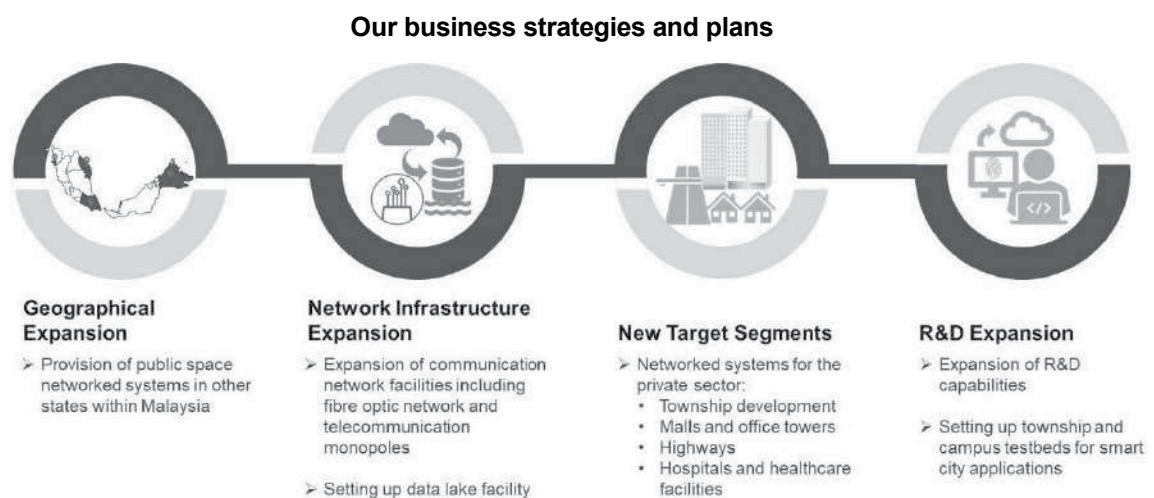 Our business strategies and plans
</>
Geographical
Expansion
➢ Provision of public space
networked systems in other
states within Malaysia
Network Infrastructure
Expansion
➢ Expansion of communication
network facilities including
fibre optic network and
telecommunication
monopoles
➢ Setting up data lake facility
New Target Segments
➢ Networked systems for the
private sector:
• Township development
• Malls and office towers
• Highways
• Hospitals and healthcare
facilities
R&D Expansion
➢ Expansion of R&D
capabilities
➢ Setting up township and
campus testbeds for smart
city applications